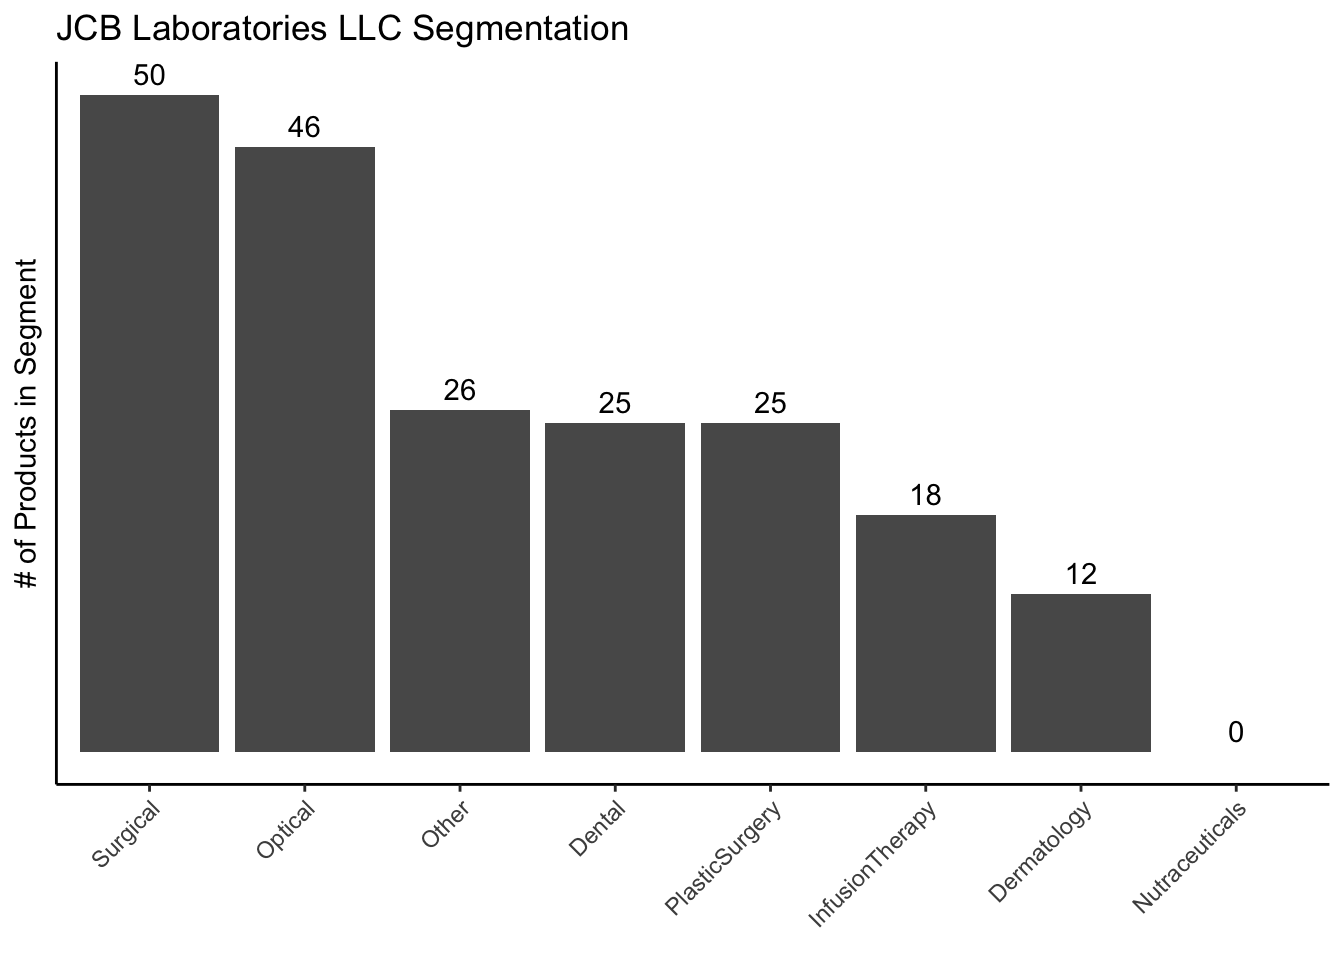 JCB Laboratories LLC Segmentation
# of Products in Segment
50
46
26
25
25
18
12
0
Surgical
Optical
Other
Dental
PlasticSurgery
InfusionTherapy
Dermatology
Nutraceuticals